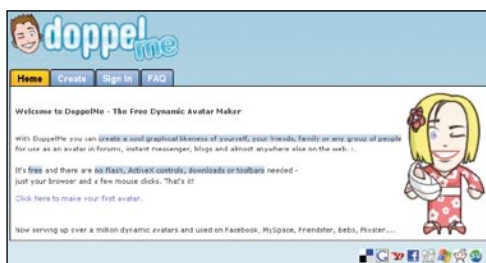 doppel me
Home Create Sign In FAQ
Welcome to DoppelMe - The Free Dynamic Avatar Maker
With DoppelMe you can create a cool graphical likeness of yourself, your friends, family or any group of people
for use as an avatar in forums, instant messenger, blogs and almost anywhere else on the web. :.
It's free and there are no flash, ActiveX controls, downloads or toolbars needed -
just your browser and a few mouse clicks. That's it!
Click here to make your first avatar.
Now serving up over a million dynamic avatars and used on Facebook, MySpace, Friendster, bebo, Flixster....